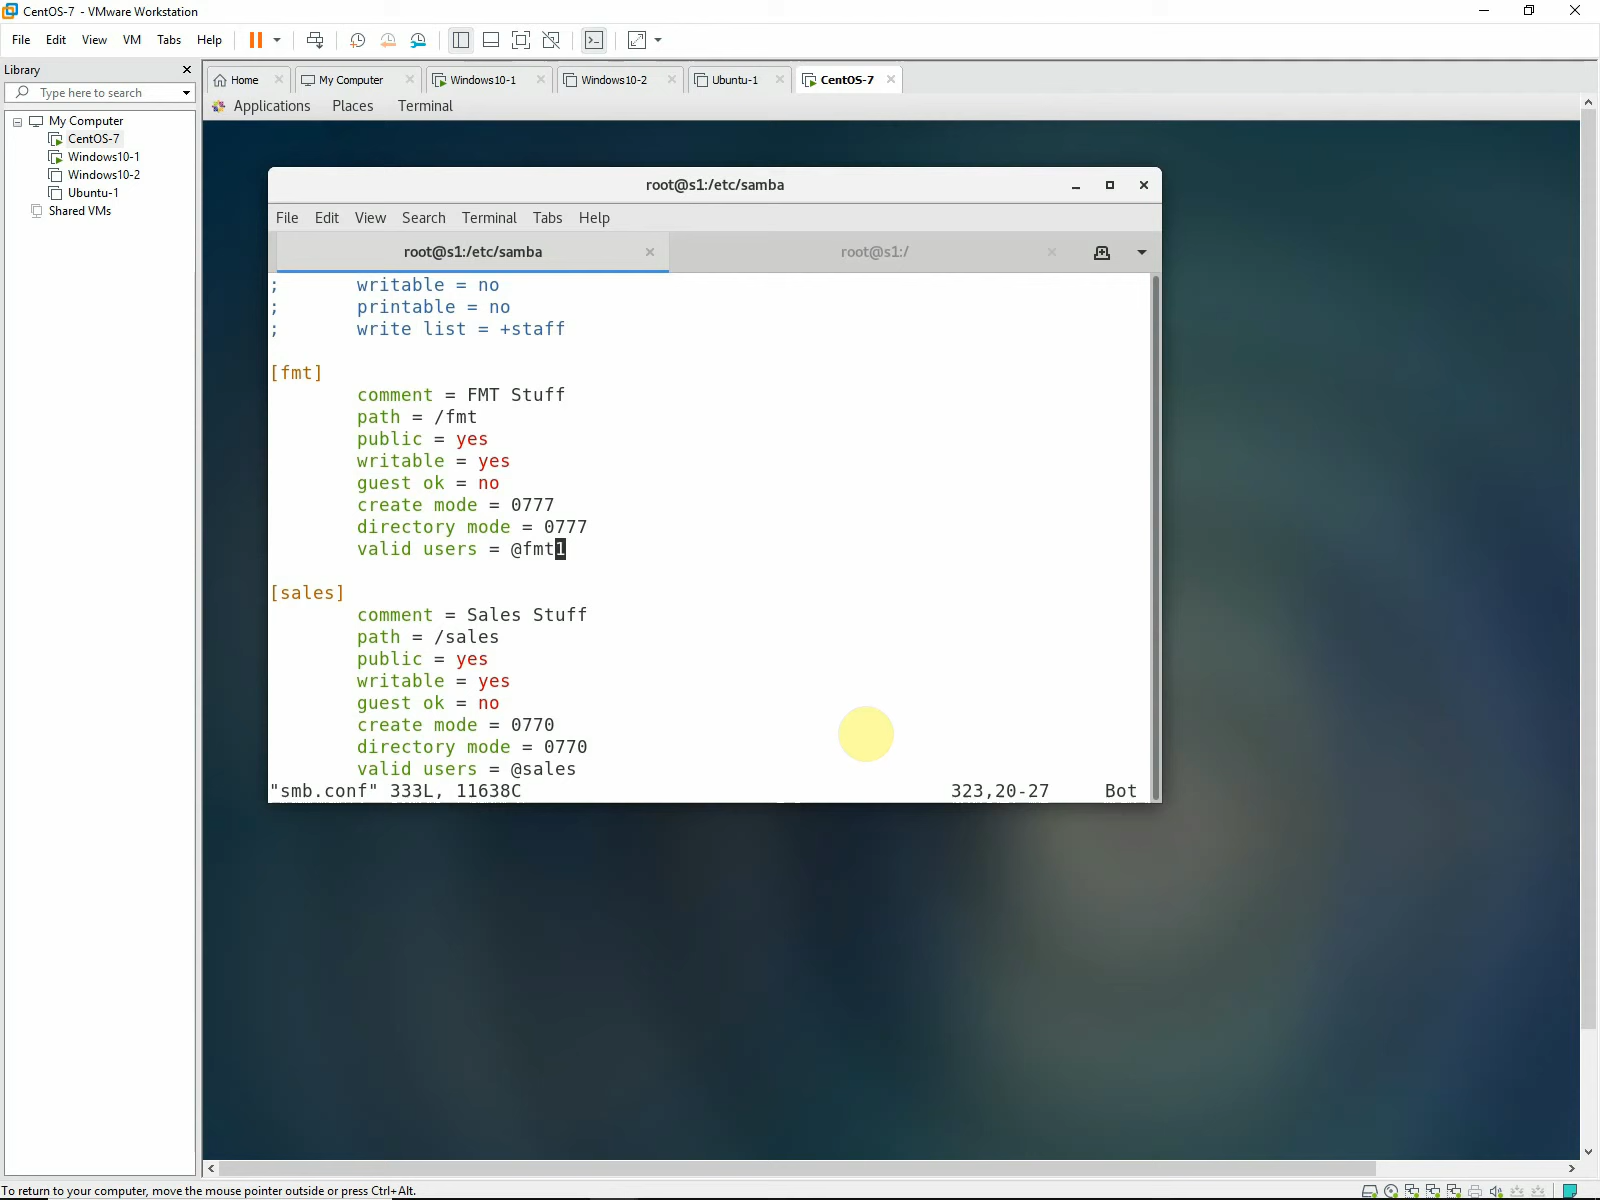 CentOS-7 - VMware Workstation
File Edit View VM Tabs Help
Library
Type here to search
My Computer
CentOS-7
Windows10-1
Windows10-2
Ubuntu-1
Shared VMs
Home My Computer Windows10-1 Windows10-2 Ubuntu-1 CentOS-7
Applications Places Terminal
root@s1:/etc/samba
File Edit View Search Terminal Tabs Help
root@s1:/etc/samba root@s1:/
; writable = no
; printable = no
; write list = +staff
[fmt]
comment = FMT Stuff
path = /fmt
public = yes
writable = yes
guest ok = no
create mode = 0777
directory mode = 0777
valid users = @fmt1
[sales]
comment = Sales Stuff
path = /sales
public = yes
writable = yes
guest ok = no
create mode = 0770
directory mode = 0770
valid users = @sales
"smb.conf" 333L, 11638C 323,20-27 Bot
To return to your computer, move the mouse pointer outside or press Ctrl+Alt.